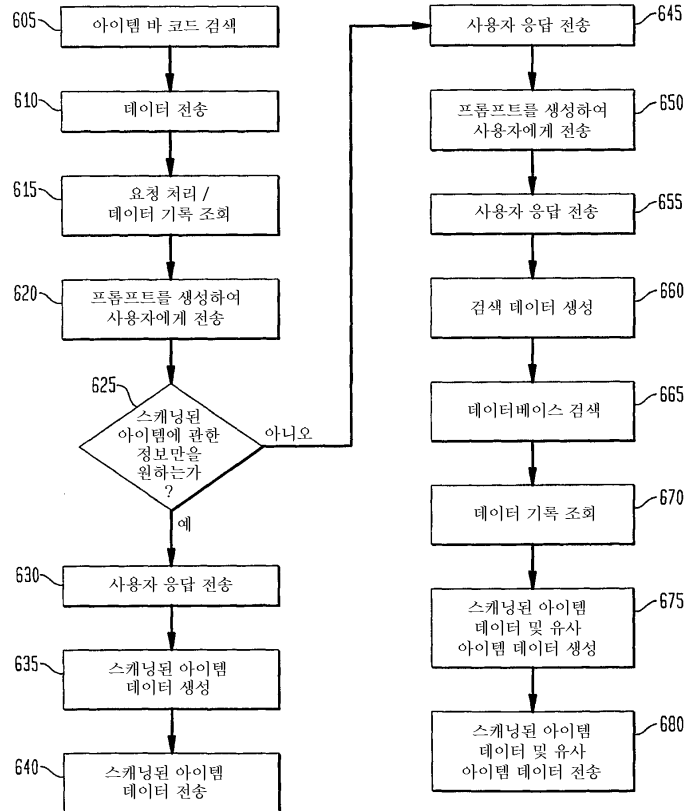 605
아이템 바 코드 검색
610
데이터 전송
615
요청 처리 /
데이터 기록 조회
620
프롬프트를 생성하여
사용자에게 전송
625
스캐닝된
아이템에 관한
정보만을
원하는가
?
아니오
예
630
사용자 응답 전송
635
스캐닝된 아이템
데이터 생성
640
스캐닝된 아이템
데이터 전송
645
사용자 응답 전송
650
프롬프트를 생성하여
사용자에게 전송
655
사용자 응답 전송
660
검색 데이터 생성
665
데이터베이스 검색
670
데이터 기록 조회
675
스캐닝된 아이템
데이터 및 유사
아이템 데이터 생성
680
스캐닝된 아이템
데이터 및 유사
아이템 데이터 전송